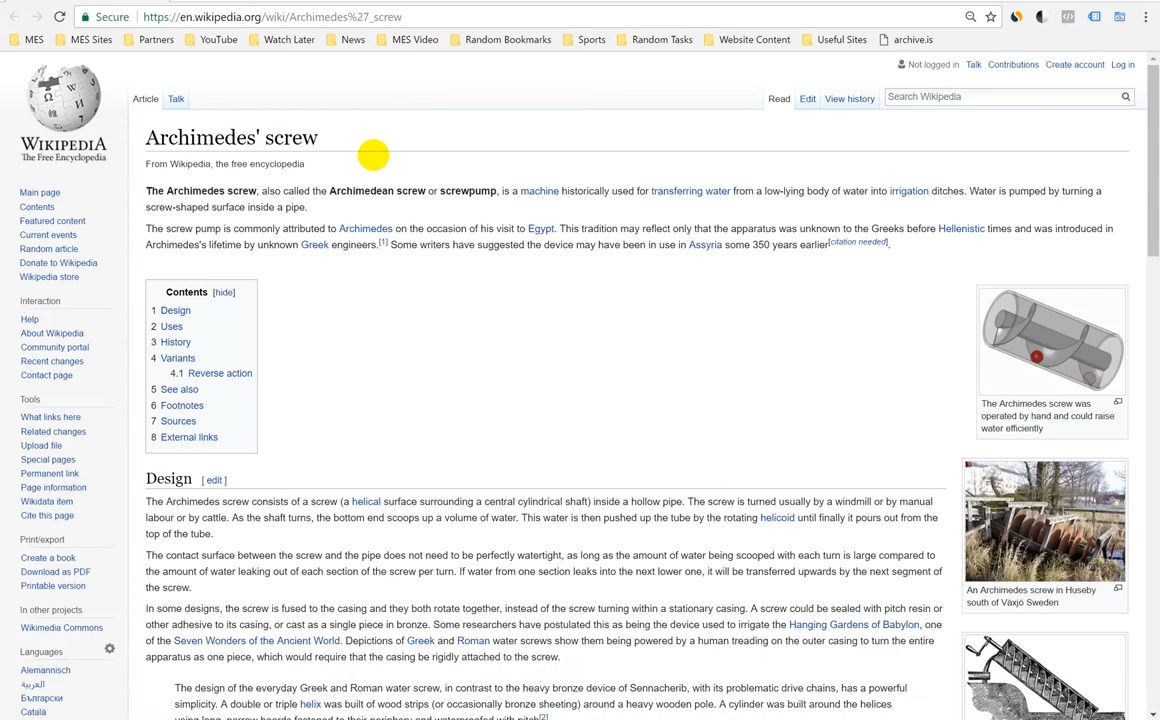 Secure
https://en.wikipedia.org/wiki/Archimedes%27_screw
MES
MES Sites
Partners
YouTube
Watch Later
News
MES Video
Random Bookmarks
Sports
Random Tasks
Website Content
Useful Sites
archive.is
Not logged in Talk Contributions Create account Log in
WIKIPEDIA
The Free Encyclopedia
Article Talk
Read Edit View history
Search Wikipedia
Main page
Contents
Featured content
Current events
Random article
Donate to Wikipedia
Wikipedia store
Interaction
Help
About Wikipedia
Community portal
Recent changes
Contact page
Tools
What links here
Related changes
Upload file
Special pages
Permanent link
Page information
Wikidata item
Cite this page
Print/export
Create a book
Download as PDF
Printable version
In other projects
Wikimedia Commons
Languages
Alemannisch
العربية
Български
Català
Archimedes' screw
From Wikipedia, the free encyclopedia
The Archimedes screw, also called the Archimedean screw or screwpump, is a machine historically used for transferring water from a low-lying body of water into irrigation ditches. Water is pumped by turning a
screw-shaped surface inside a pipe.
The screw pump is commonly attributed to Archimedes on the occasion of his visit to Egypt. This tradition may reflect only that the apparatus was unknown to the Greeks before Hellenistic times and was introduced in
Archimedes's lifetime by unknown Greek engineers.[1] Some writers have suggested the device may have been in use in Assyria some 350 years earlier[citation needed].
Contents [hide]
1 Design
2 Uses
3 History
4 Variants
4.1 Reverse action
5 See also
6 Footnotes
7 Sources
8 External links
The Archimedes screw was
operated by hand and could raise
water efficiently
An Archimedes screw in Huseby
south of Växjö Sweden
Design [ edit ]
The Archimedes screw consists of a screw (a helical surface surrounding a central cylindrical shaft) inside a hollow pipe. The screw is turned usually by a windmill or by manual
labour or by cattle. As the shaft turns, the bottom end scoops up a volume of water. This water is then pushed up the tube by the rotating helicoid until finally it pours out from the
top of the tube.
The contact surface between the screw and the pipe does not need to be perfectly watertight, as long as the amount of water being scooped with each turn is large compared to
the amount of water leaking out of each section of the screw per turn. If water from one section leaks into the next lower one, it will be transferred upwards by the next segment of
the screw.
In some designs, the screw is fused to the casing and they both rotate together, instead of the screw turning within a stationary casing. A screw could be sealed with pitch resin or
other adhesive to its casing, or cast as a single piece in bronze. Some researchers have postulated this as being the device used to irrigate the Hanging Gardens of Babylon, one
of the Seven Wonders of the Ancient World. Depictions of Greek and Roman water screws show them being powered by a human treading on the outer casing to turn the entire
apparatus as one piece, which would require that the casing be rigidly attached to the screw.
The design of the everyday Greek and Roman water screw, in contrast to the heavy bronze device of Sennacherib, with its problematic drive chains, has a powerful
simplicity. A double or triple helix was built of wood strips (or occasionally bronze sheeting) around a heavy wooden pole. A cylinder was built around the helices
using long, narrow boards fastened to their periphery and waterproofed with pitch[2]